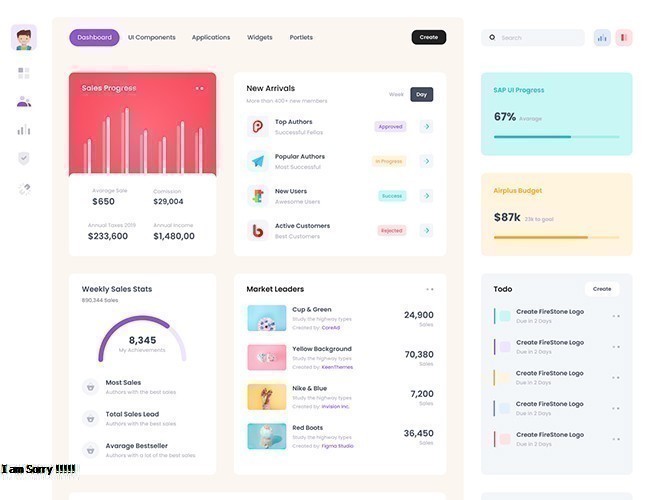 Dashboard
UI Components
Applications
Widgets
Portlets
Create
Search
Sales Progress
Avarage Sale
$650
Comission
$29,004
Annual Taxes 2019
$233,600
Annual Income
$1,480,00
New Arrivals
More than 400+ new members
Week
Day
Top Authors
Successful Fellas
Approved
Popular Authors
Most Successful
In Progress
New Users
Awesome Users
Success
Active Customers
Best Customers
Rejected
SAP UI Progress
67% Avarage
Airplus Budget
$87k 23k to goal
Weekly Sales Stats
890,344 Sales
8,345
My Achievements
Most Sales
Authors with the best sales
Total Sales Lead
Authors with the best sales
Avarage Bestseller
Authors with a lot of the best sales
Market Leaders
Cup & Green
Study the highway types
Created by: CoreAd
24,900
Sales
Yellow Background
Study the highway types
Created by: KeenThemes
70,380
Sales
Nike & Blue
Study the highway types
Created by: Invision Inc.
7,200
Sales
Red Boots
Study the highway types
Created by: Figma Studio
36,450
Sales
Todo
Create
Create FireStone Logo
Due in 2 Days
Create FireStone Logo
Due in 2 Days
Create FireStone Logo
Due in 2 Days
Create FireStone Logo
Due in 2 Days
Create FireStone Logo
Due in 2 Days
I am Sorry !!!!!